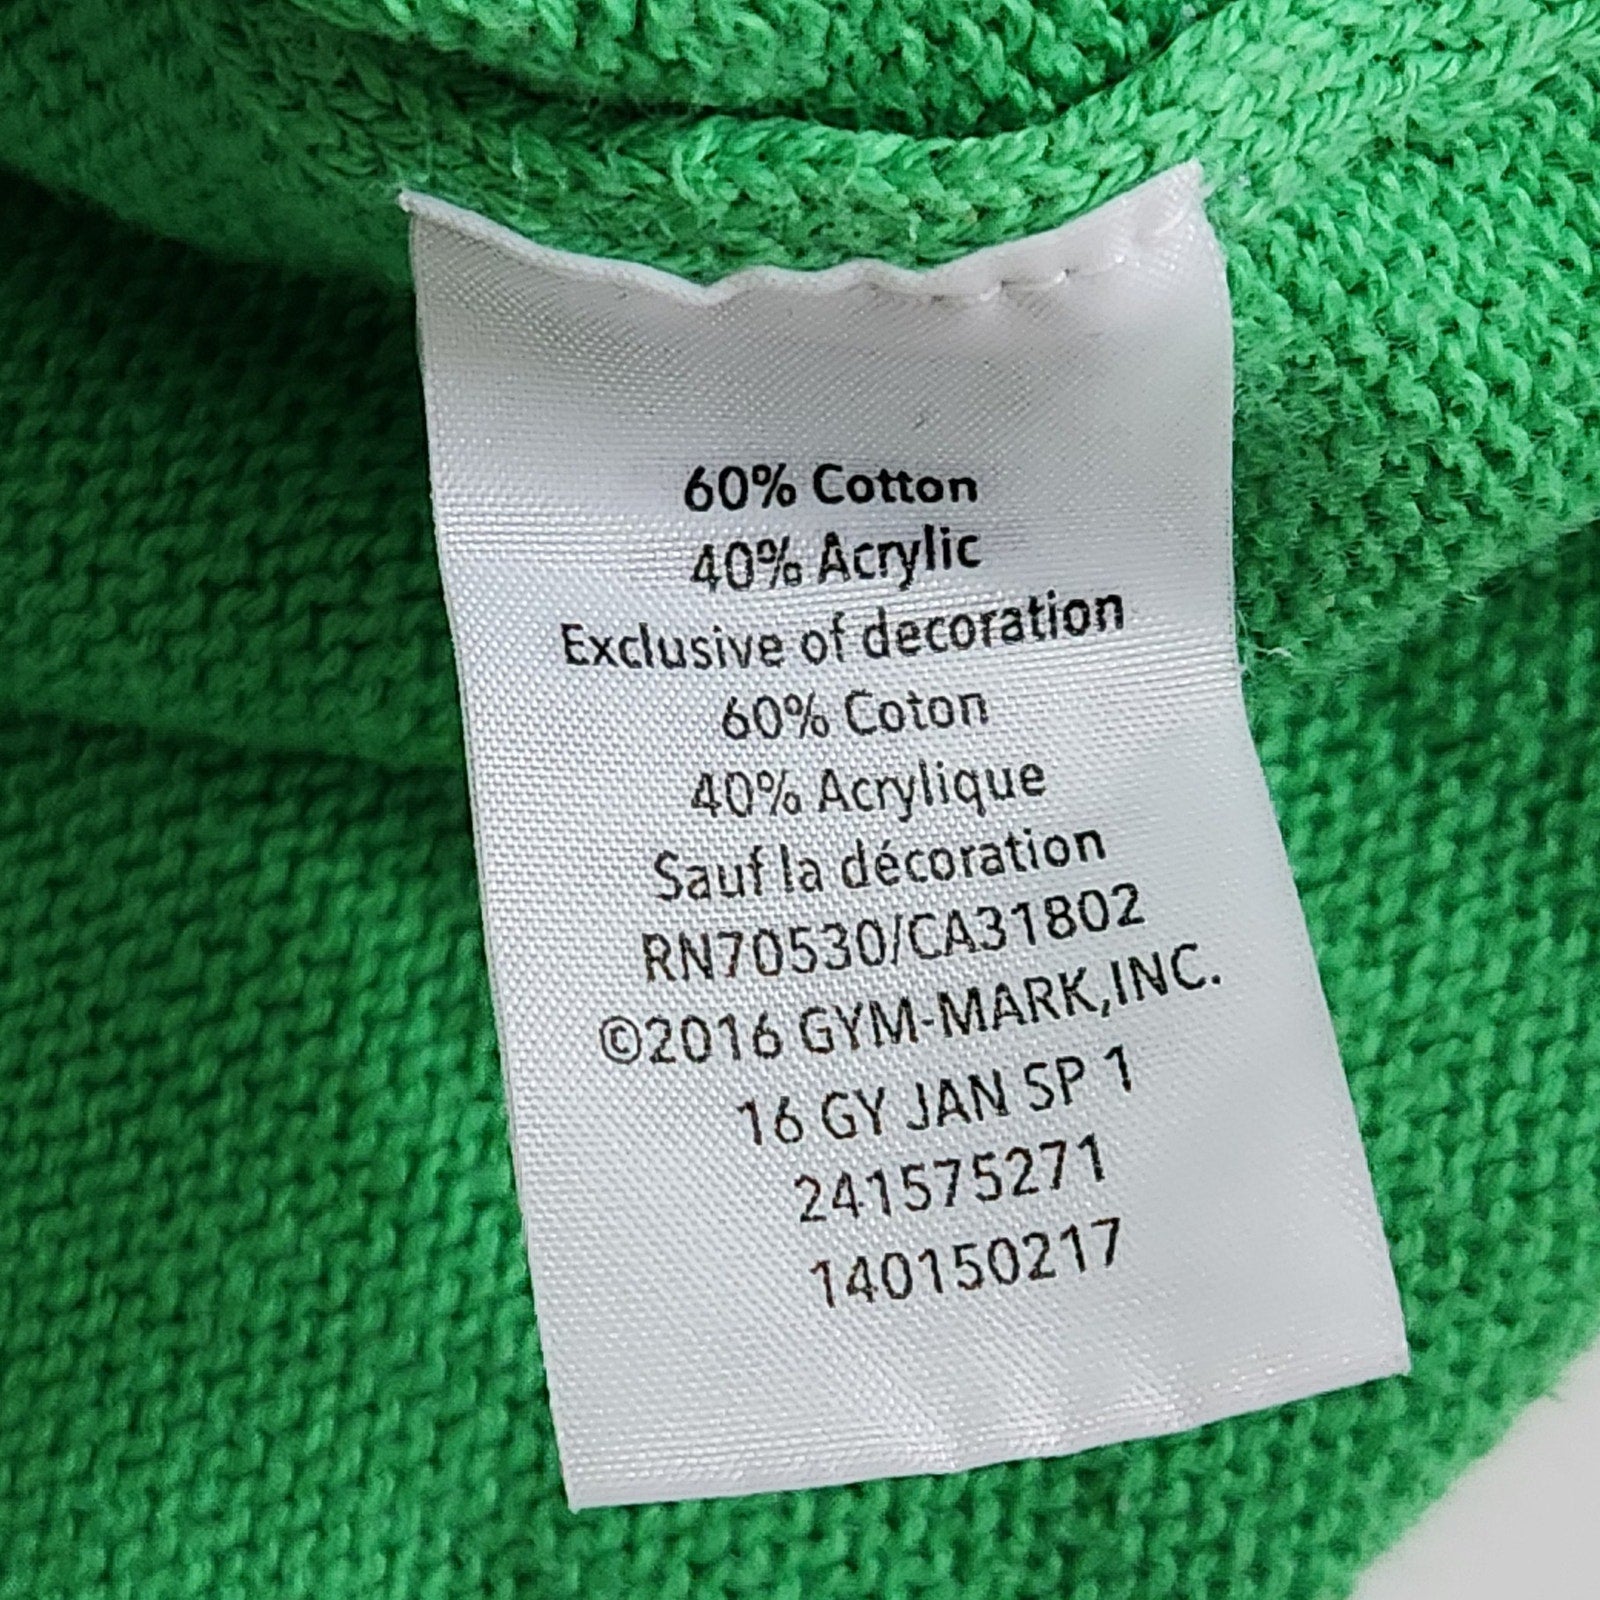 60% Cotton
40% Acrylic
Exclusive of decoration
60% Coton
40% Acrylique
Sauf la décoration
RN70530/CA31802
©2016 GYM-MARK,INC.
16 GY JAN SP 1
241575271
140150217